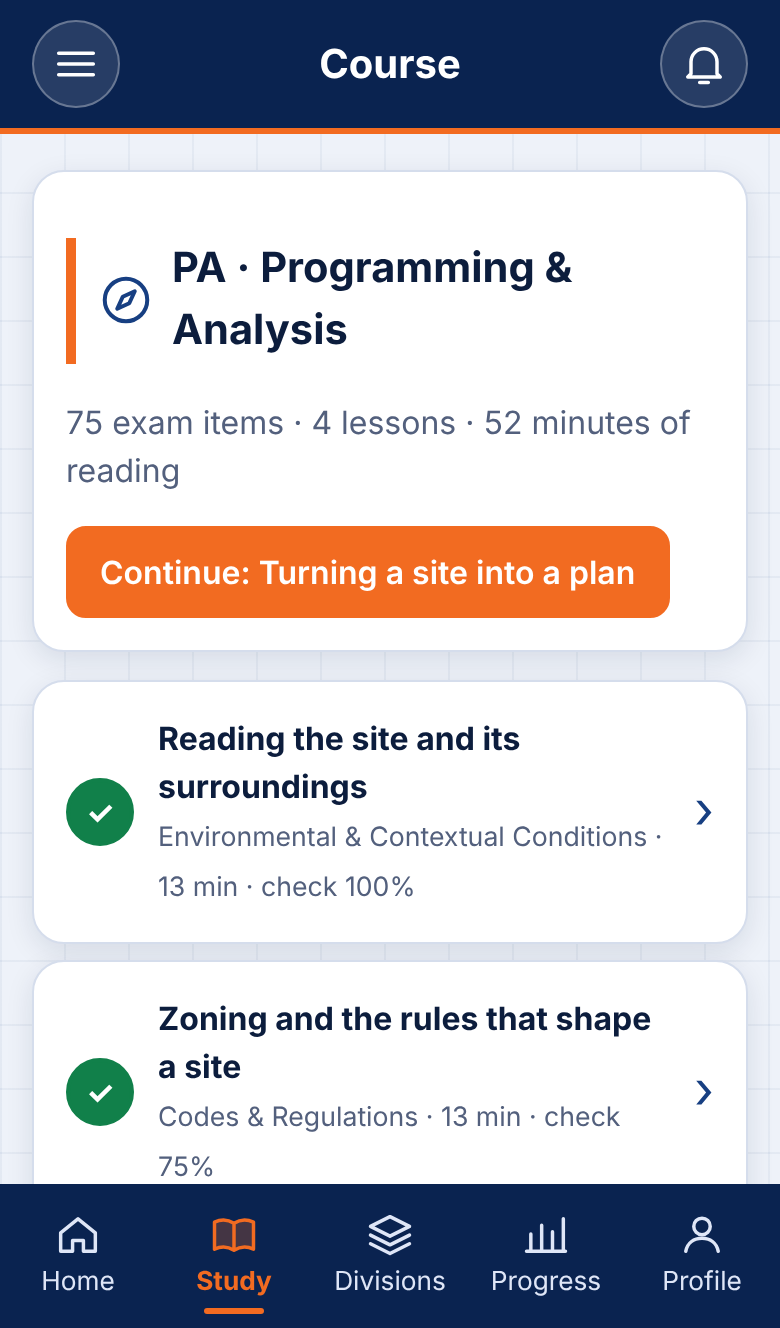 Course
PA · Programming &
Analysis
75 exam items · 4 lessons · 52 minutes of
reading
Continue: Turning a site into a plan
Reading the site and its
surroundings
Environmental & Contextual Conditions ·
13 min · check 100%
Zoning and the rules that shape
a site
Codes & Regulations · 13 min · check
75%
Home
Study
Divisions
Progress
Profile